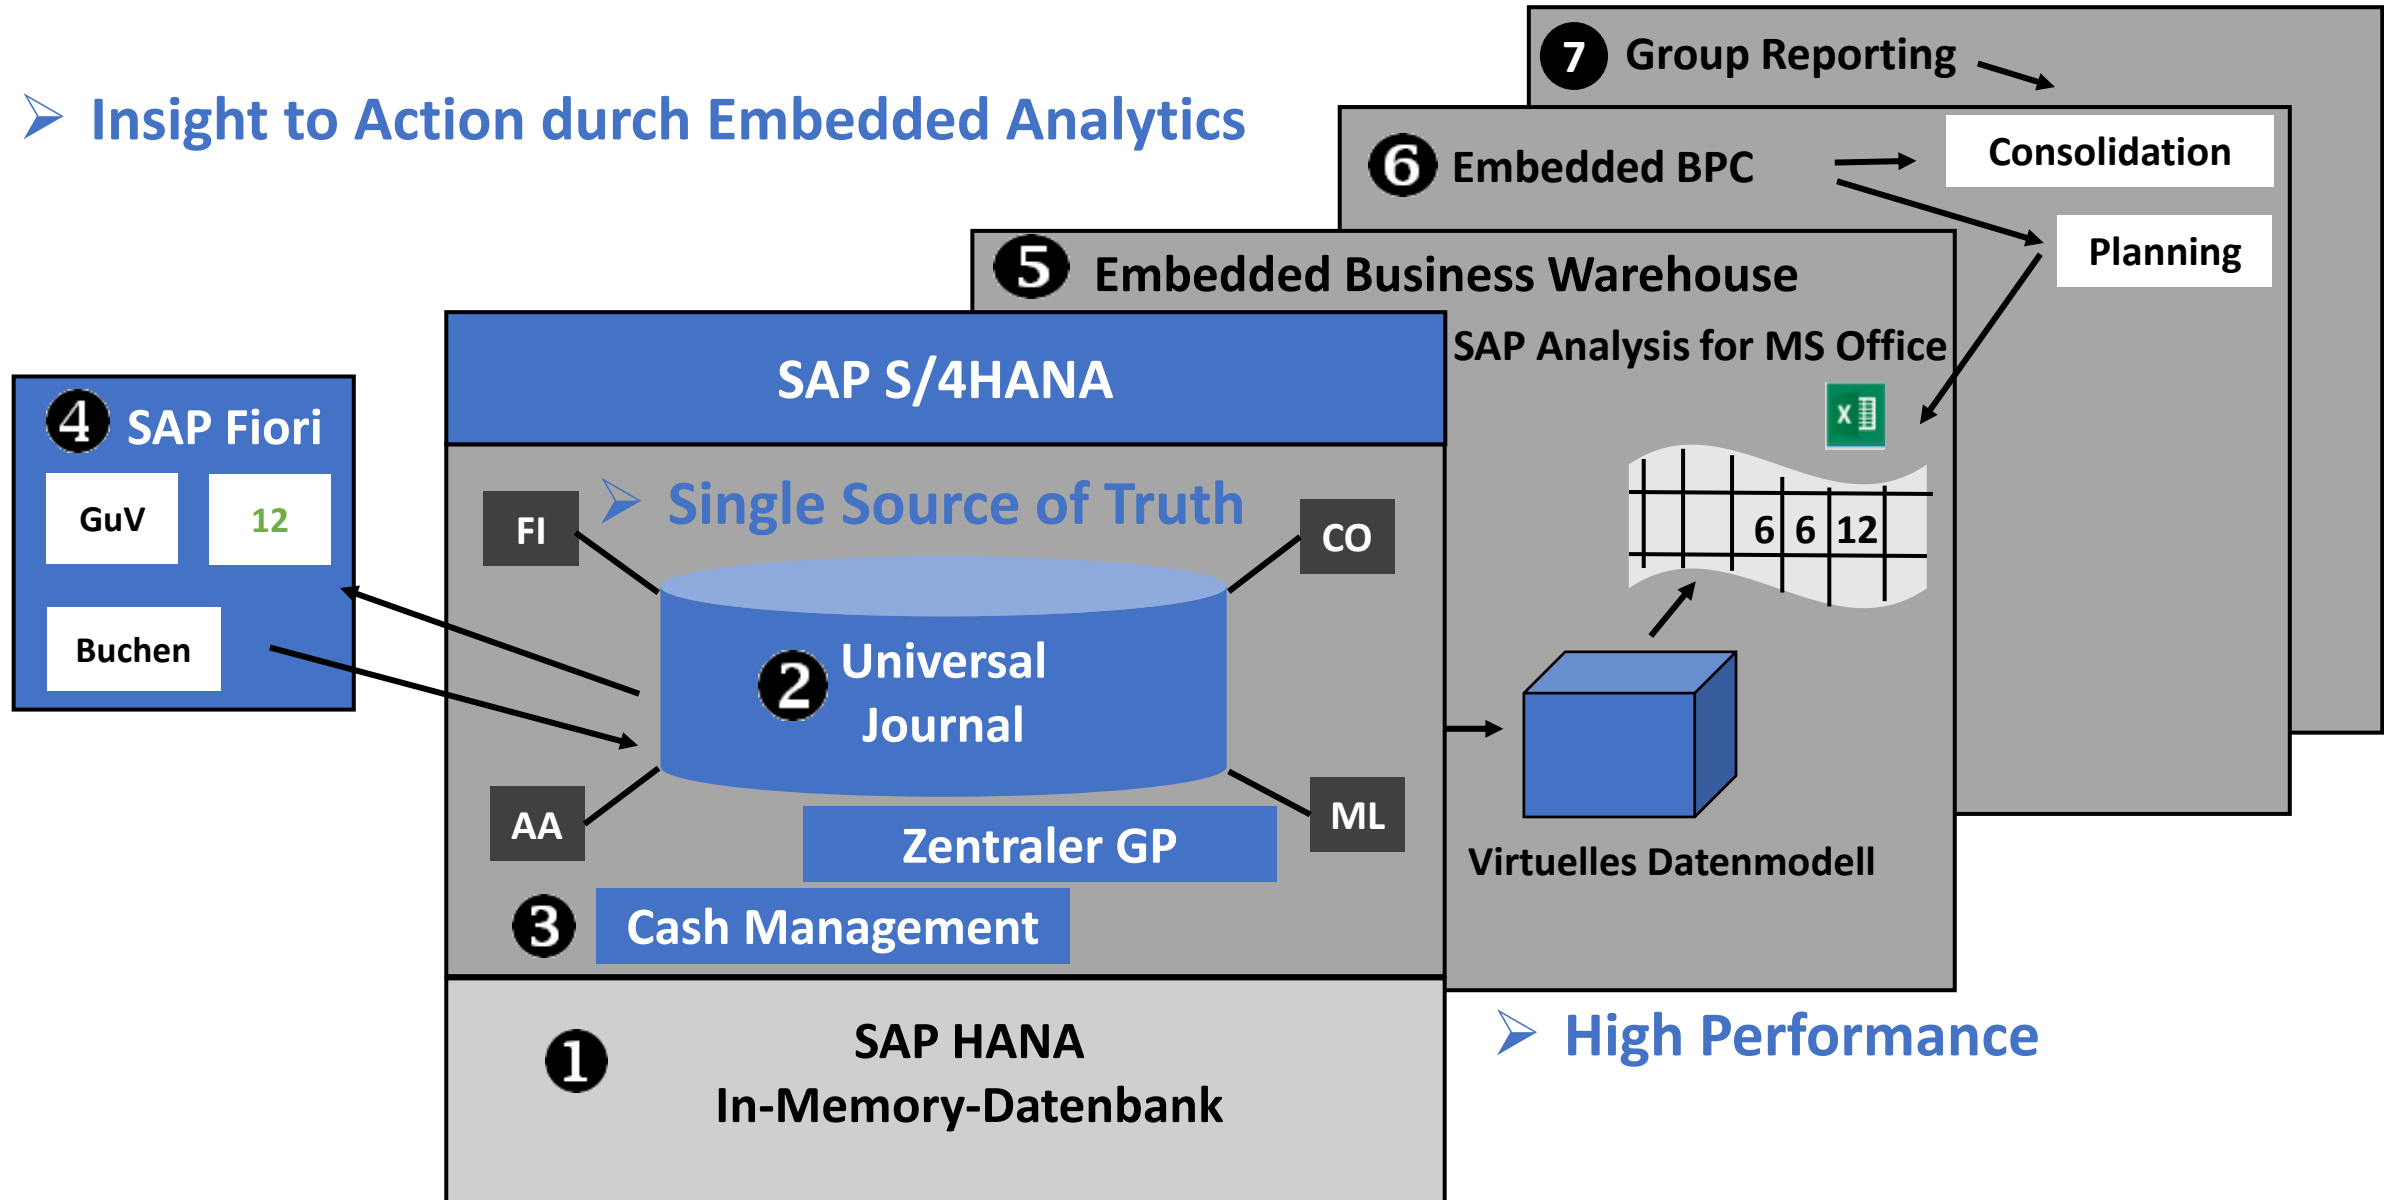 7 Group Reporting
Insight to Action durch Embedded Analytics
6 Embedded BPC
Consolidation
Planning
5 Embedded Business Warehouse
SAP Analysis for MS Office
X
6 6 12
Virtuelles Datenmodell
SAP S/4HANA
4 SAP Fiori
GuV
12
Buchen
Single Source of Truth
FI
CO
2 Universal
Journal
AA
ML
Zentraler GP
3 Cash Management
1 SAP HANA
In-Memory-Datenbank
High Performance